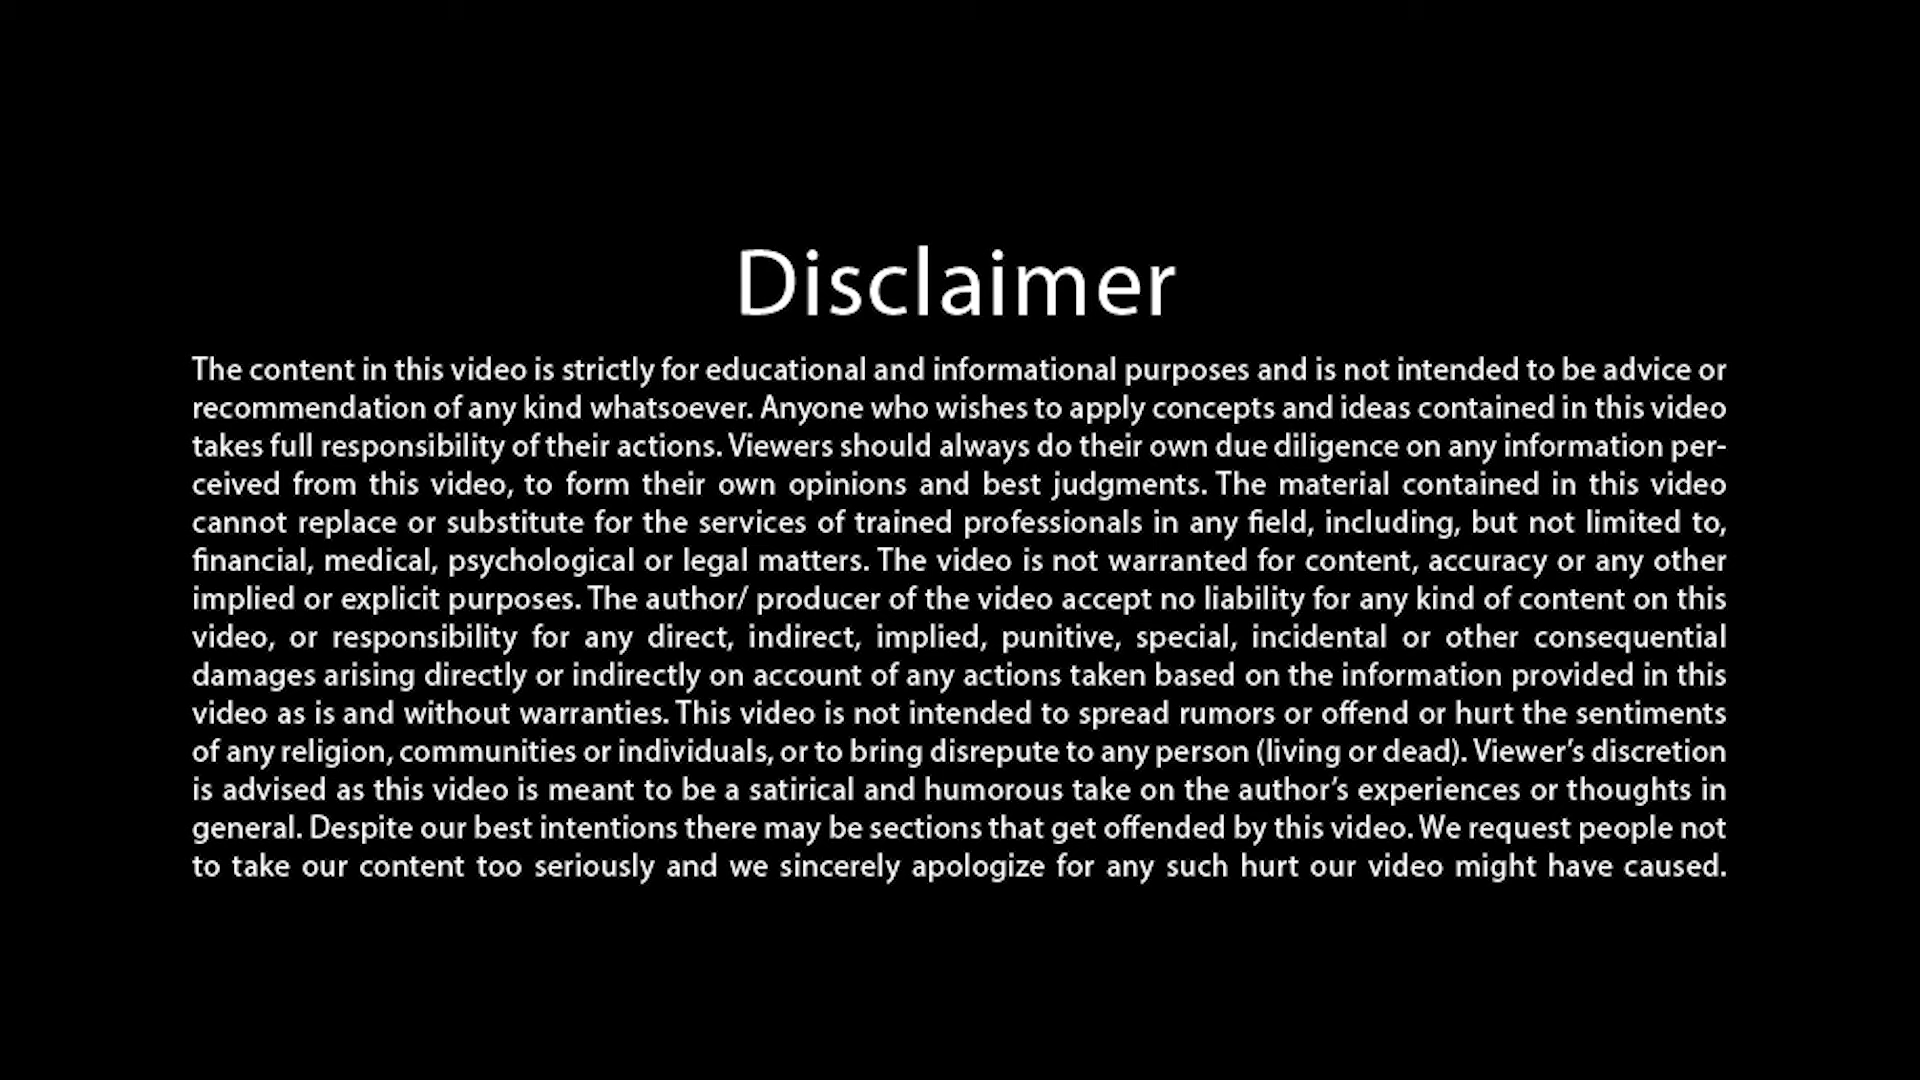 Disclaimer
The content in this video is strictly for educational and informational purposes and is not intended to be advice or
recommendation of any kind whatsoever. Anyone who wishes to apply concepts and ideas contained in this video
takes full responsibility of their actions. Viewers should always do their own due diligence on any information per-
ceived from this video, to form their own opinions and best judgments. The material contained in this video
cannot replace or substitute for the services of trained professionals in any field, including, but not limited to,
financial, medical, psychological or legal matters. The video is not warranted for content, accuracy or any other
implied or explicit purposes. The author/ producer of the video accept no liability for any kind of content on this
video, or responsibility for any direct, indirect, implied, punitive, special, incidental or other consequential
damages arising directly or indirectly on account of any actions taken based on the information provided in this
video as is and without warranties. This video is not intended to spread rumors or offend or hurt the sentiments
of any religion, communities or individuals, or to bring disrepute to any person (living or dead). Viewer’s discretion
is advised as this video is meant to be a satirical and humorous take on the author’s experiences or thoughts in
general. Despite our best intentions there may be sections that get offended by this video. We request people not
to take our content too seriously and we sincerely apologize for any such hurt our video might have caused.